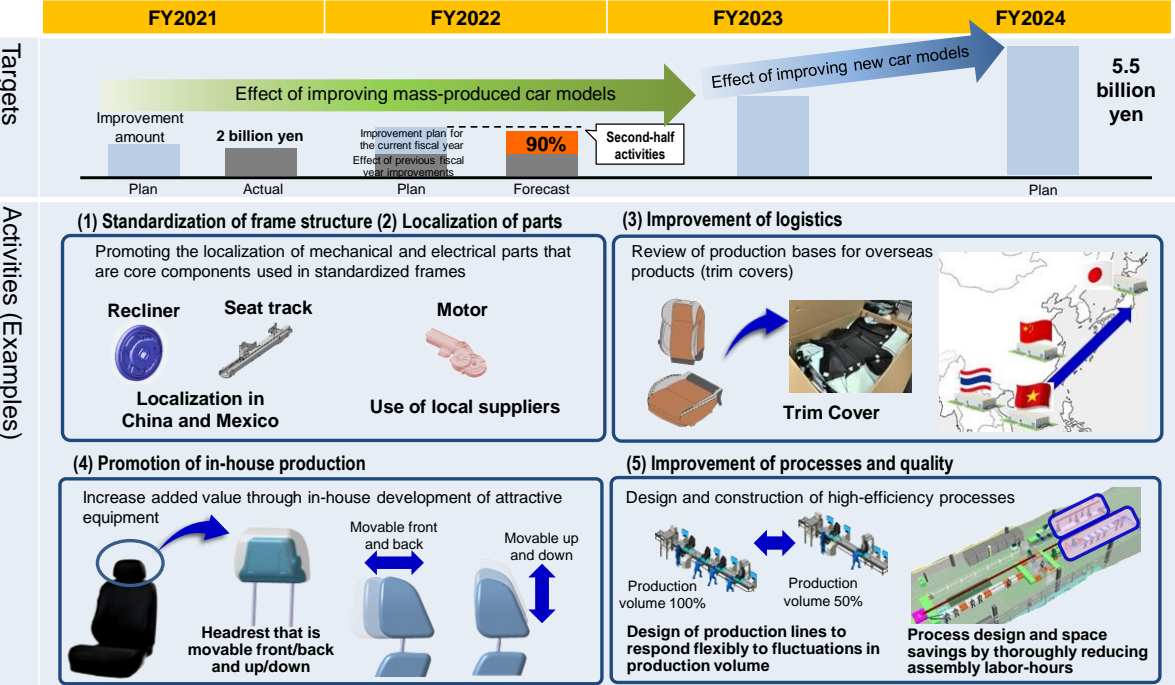 FY2021
FY2022
FY2023
FY2024
Targets
Effect of improving mass-produced car models
Effect of improving new car models
5.5
billion
yen
Improvement
amount
2 billion yen
Improvement plan for
the current fiscal year
Effect of previous fiscal
year improvements
90%
Second-half
activities
Plan
Actual
Plan
Forecast
Plan
Activities (Examples)
(1) Standardization of frame structure (2) Localization of parts
Promoting the localization of mechanical and electrical parts that
are core components used in standardized frames
Recliner
Seat track
Motor
Localization in
China and Mexico
Use of local suppliers
(3) Improvement of logistics
Review of production bases for overseas
products (trim covers)
Trim Cover
(4) Promotion of in-house production
Increase added value through in-house development of attractive
equipment
Movable front
and back
Movable up
and down
Headrest that is
movable front/back
and up/down
(5) Improvement of processes and quality
Design and construction of high-efficiency processes
Production
volume 100%
Production
volume 50%
Design of production lines to
respond flexibly to fluctuations in
production volume
Process design and space
savings by thoroughly reducing
assembly labor-hours